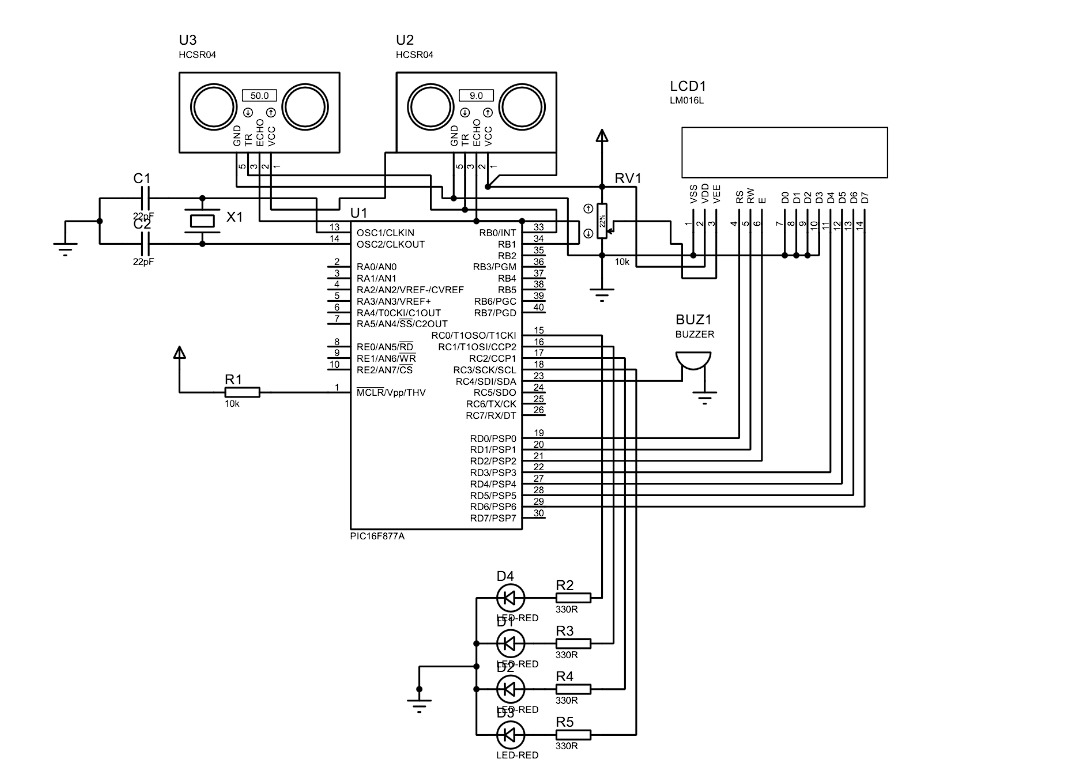 U3
HCSR04
50.0
GND
TR
ECHO
VCC
5
3
2
1
U2
HCSR04
9.0
GND
TR
ECHO
VCC
5
3
2
1
LCD1
LM016L
VSS
VDD
VEE
RS
RW
E
D0
D1
D2
D3
D4
D5
D6
D7
1
2
3
4
5
6
7
8
9
10
11
12
13
14
RV1
22%
10k
C1
22pF
C2
22pF
X1
U1
13 OSC1/CLKIN
14 OSC2/CLKOUT
2 RA0/AN0
3 RA1/AN1
4 RA2/AN2/VREF-/CVREF
5 RA3/AN3/VREF+
6 RA4/T0CKI/C1OUT
7 RA5/AN4/SS/C2OUT
8 RE0/AN5/RD
9 RE1/AN6/WR
10 RE2/AN7/CS
1 MCLR/Vpp/THV
RB0/INT 33
RB1 34
RB2 35
RB3/PGM 36
RB4 37
RB5 38
RB6/PGC 39
RB7/PGD 40
RC0/T1OSO/T1CKI 15
RC1/T1OSI/CCP2 16
RC2/CCP1 17
RC3/SCK/SCL 18
RC4/SDI/SDA 23
RC5/SDO 24
RC6/TX/CK 25
RC7/RX/DT 26
RD0/PSP0 19
RD1/PSP1 20
RD2/PSP2 21
RD3/PSP3 22
RD4/PSP4 27
RD5/PSP5 28
RD6/PSP6 29
RD7/PSP7 30
PIC16F877A
R1
10k
BUZ1
BUZZER
D4
LED-RED
R2
330R
D1
LED-RED
R3
330R
D2
LED-RED
R4
330R
D3
LED-RED
R5
330R